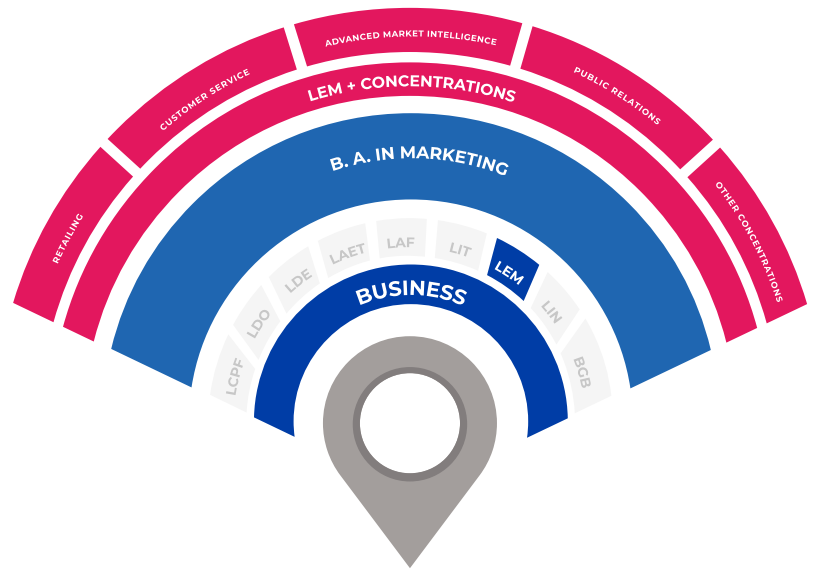 RETAILING
CUSTOMER SERVICE
ADVANCED MARKET INTELLIGENCE
PUBLIC RELATIONS
OTHER CONCENTRATIONS
LEM + CONCENTRATIONS
B. A. IN MARKETING
LCPF
LDO
LDE
LAET
LAF
LIT
LEM
LIN
BGB
BUSINESS